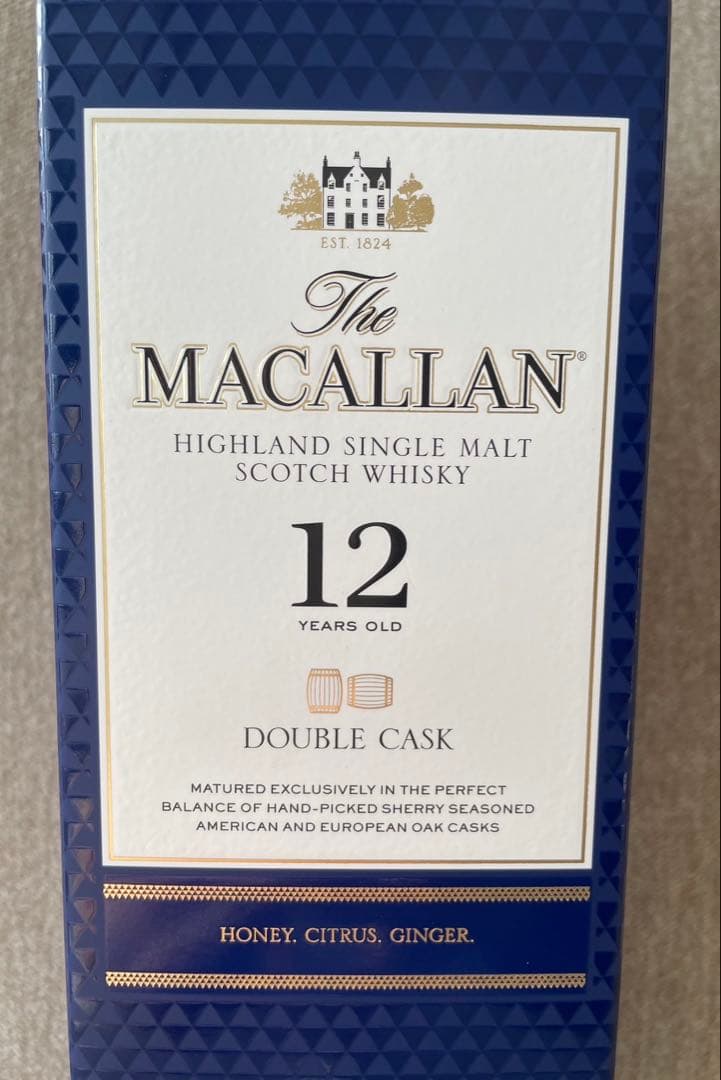 EST. 1824
The
MACALLAN®
HIGHLAND SINGLE MALT
SCOTCH WHISKY
12
YEARS OLD
DOUBLE CASK
MATURED EXCLUSIVELY IN THE PERFECT
BALANCE OF HAND-PICKED SHERRY SEASONED
AMERICAN AND EUROPEAN OAK CASKS
HONEY. CITRUS. GINGER.